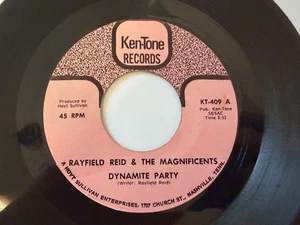 Ken-Tone
RECORDS
Produced by
Hoyt Sullivan
45 RPM
KT-409 A
Pub: Ken-Tone
SESAC
Time 2:32
RAYFIELD REID & THE MAGNIFICENTS
DYNAMITE PARTY
(Writer: Rayfield Reid)
A HOYT SULLIVAN ENTERPRISES, 1707 CHURCH ST., NASHVILLE, TENN.